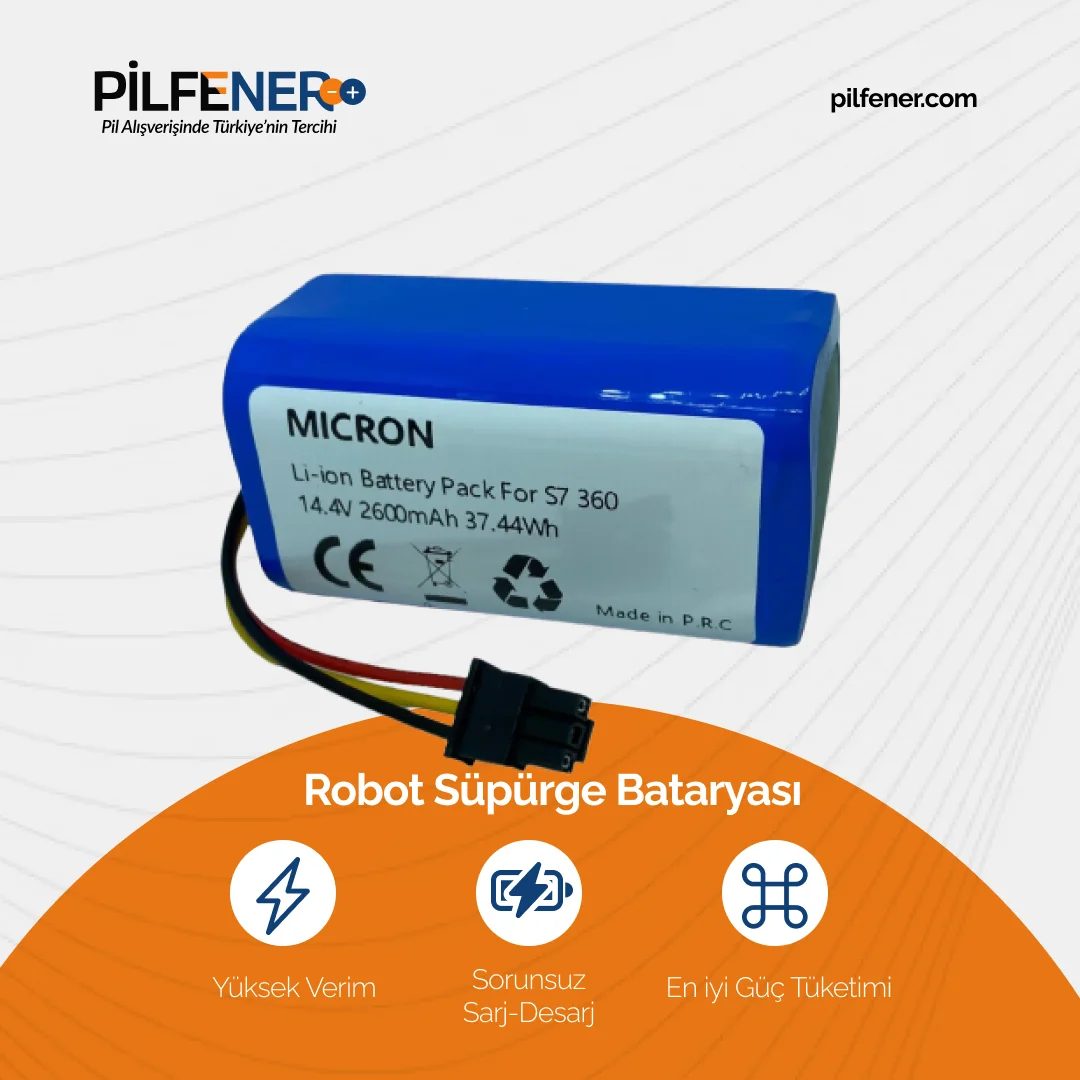 PİLFENER
pilfener.com
Pil Alışverişinde Türkiye'nin Tercihi
MICRON
Li-ion Battery Pack For S7 360
14.4V 2600mAh 37.44Wh
CE
Made in P.R.C
Robot Süpürge Bataryası
Yüksek Verim
Sorunsuz
Sarj-Desarj
En iyi Güç Tüketimi